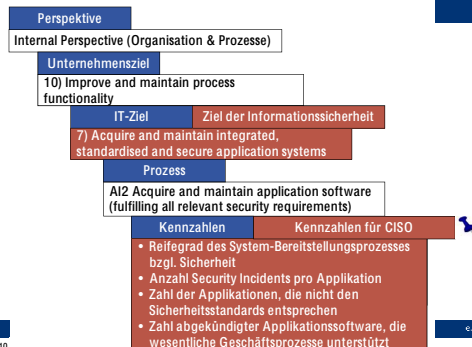 Perspektive
Internal Perspective (Organisation & Prozesse)
Unternehmensziel
10) Improve and maintain process
functionality
IT-Ziel Ziel der Informationssicherheit
7) Acquire and maintain integrated,
standardised and secure application systems
Prozess
AI2 Acquire and maintain application software
(fulfilling all relevant security requirements)
Kennzahlen Kennzahlen für CISO
• Reifegrad des System-Bereitstellungsprozesses
bzgl. Sicherheit
• Anzahl Security Incidents pro Applikation
• Zahl der Applikationen, die nicht den
Sicherheitsstandards entsprechen
• Zahl abgekündigter Applikationssoftware, die
wesentliche Geschäftsprozesse unterstützt